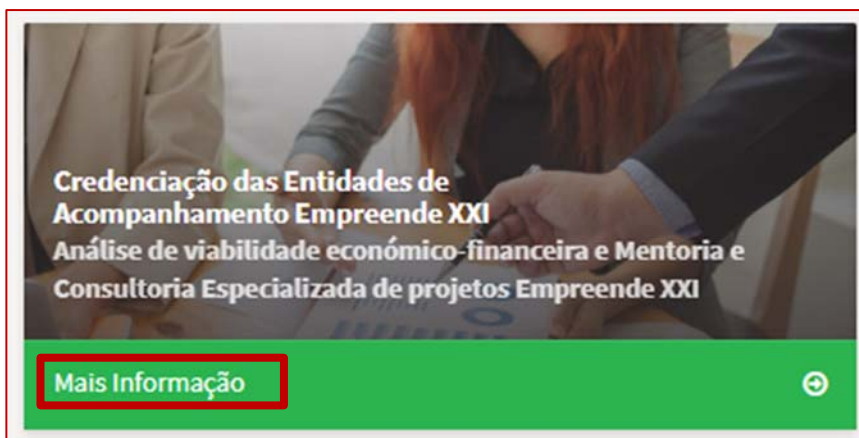 Credenciação das Entidades de
Acompanhamento Empreende XXI
Análise de viabilidade económico-financeira e Mentoria e
Consultoria Especializada de projetos Empreende XXI
Mais Informação